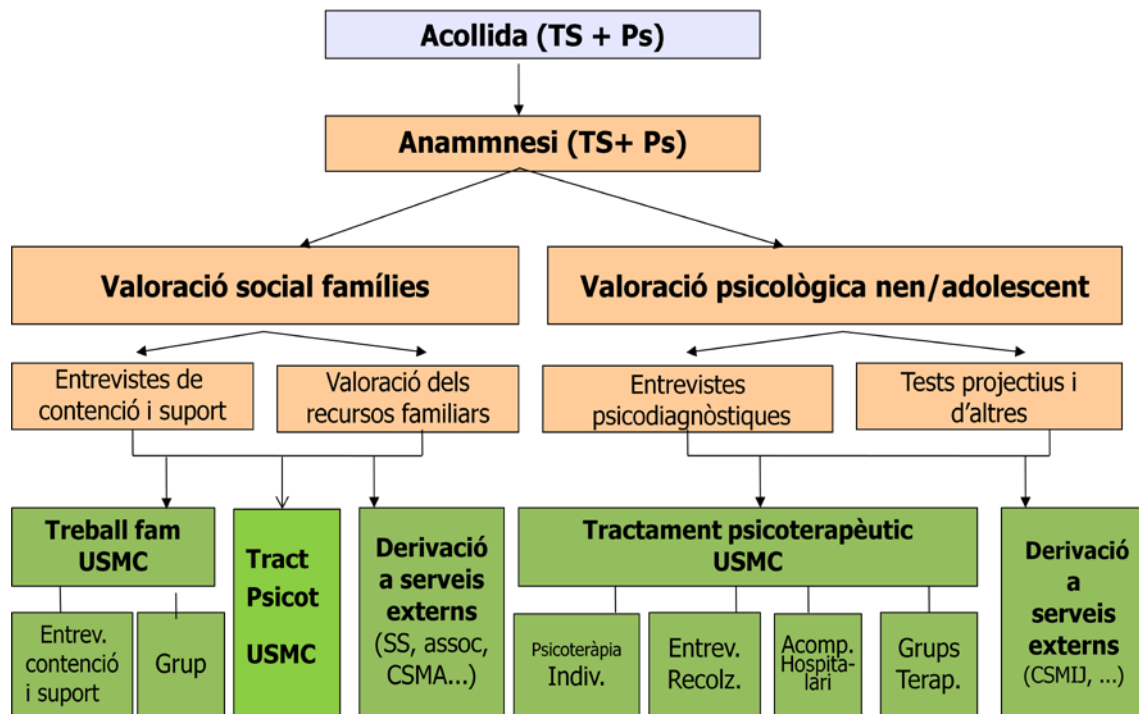 Acollida (TS + Ps)
Anammnesi (TS+ Ps)
Valoració social famílies
Valoració psicològica nen/adolescent
Entrevistes de
contenció i suport
Valoració dels
recursos familiars
Entrevistes
psicodiagnòstiques
Tests projectius i
d’altres
Treball fam
USMC
Tract
Psicot
USMC
Derivació
a serveis
externs
(SS, assoc,
CSMA...)
Tractament psicoterapèutic
USMC
Derivació
a
serveis
externs
(CSMIJ, ...)
Entrev.
contenció
i suport
Grup
Psicoteràpia
Indiv.
Entrev.
Recolz.
Acomp.
Hospita-
lari
Grups
Terap.